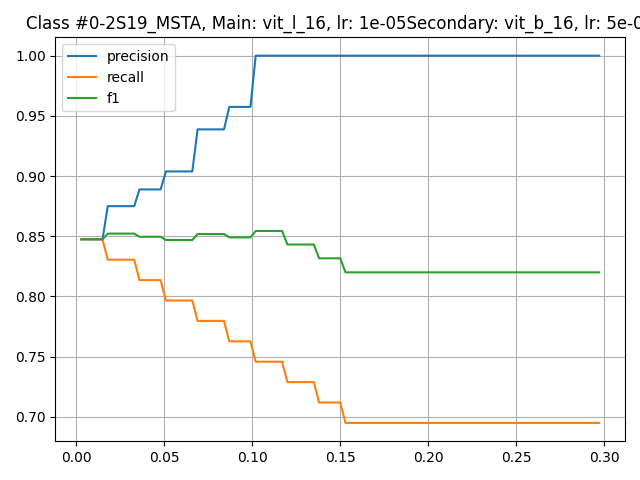 Class #0-2S19_MSTA, Main: vit_l_16, lr: 1e-05Secondary: vit_b_16, lr: 5e-0
precision
recall
f1
1.00
0.95
0.90
0.85
0.80
0.75
0.70
0.00 0.05 0.10 0.15 0.20 0.25 0.30